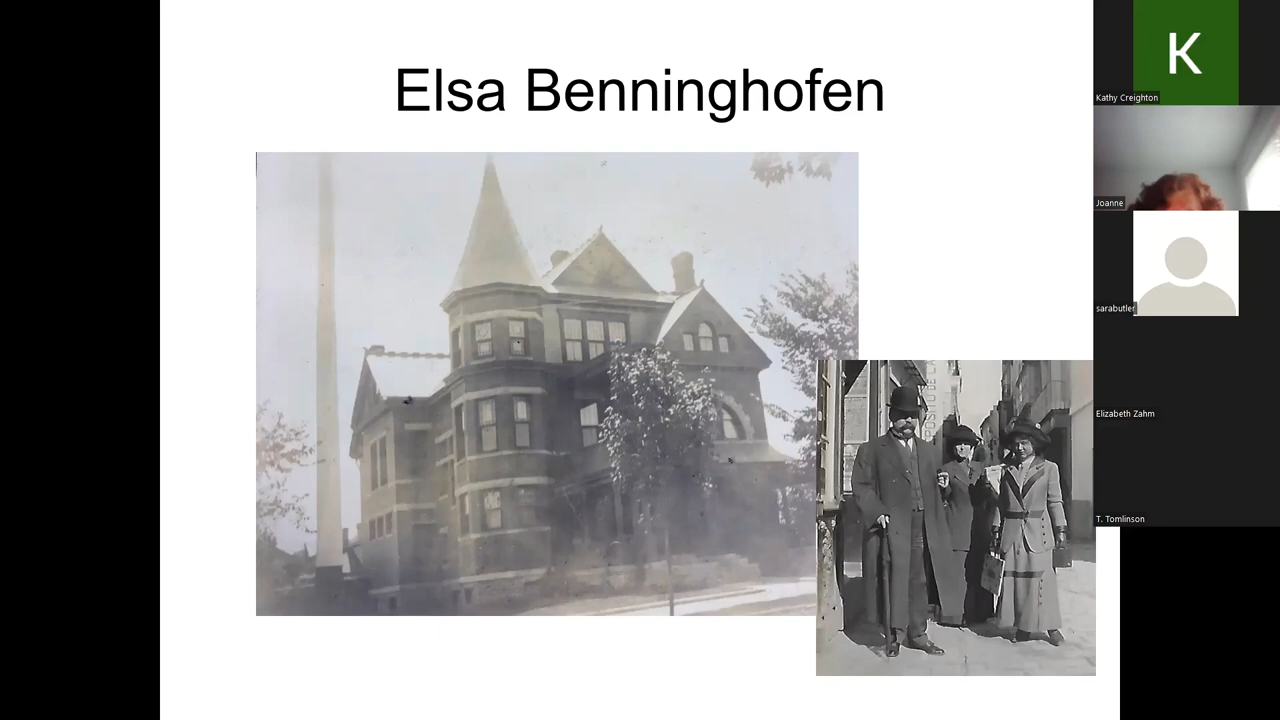 Elsa Benninghofen
K
Kathy Creighton
Joanne
sarabutler
Elizabeth Zahm
T. Tomlinson